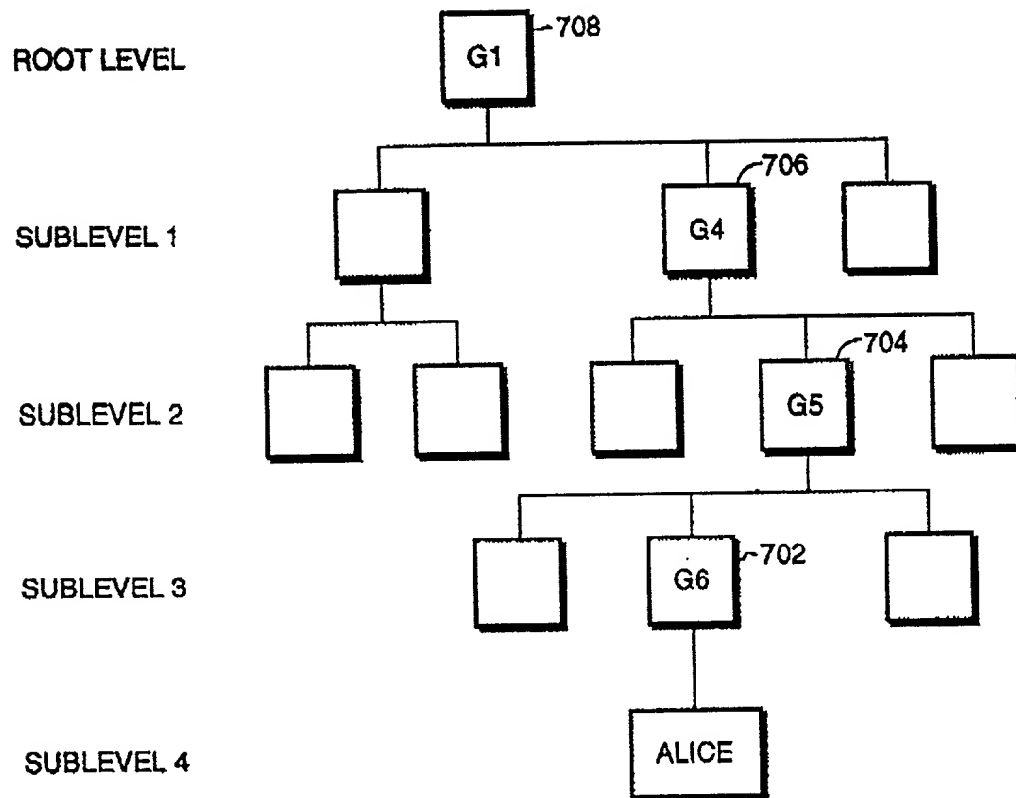 ROOT LEVEL
G1
708
SUBLEVEL 1
G4
706
SUBLEVEL 2
G5
704
SUBLEVEL 3
G6
702
SUBLEVEL 4
ALICE